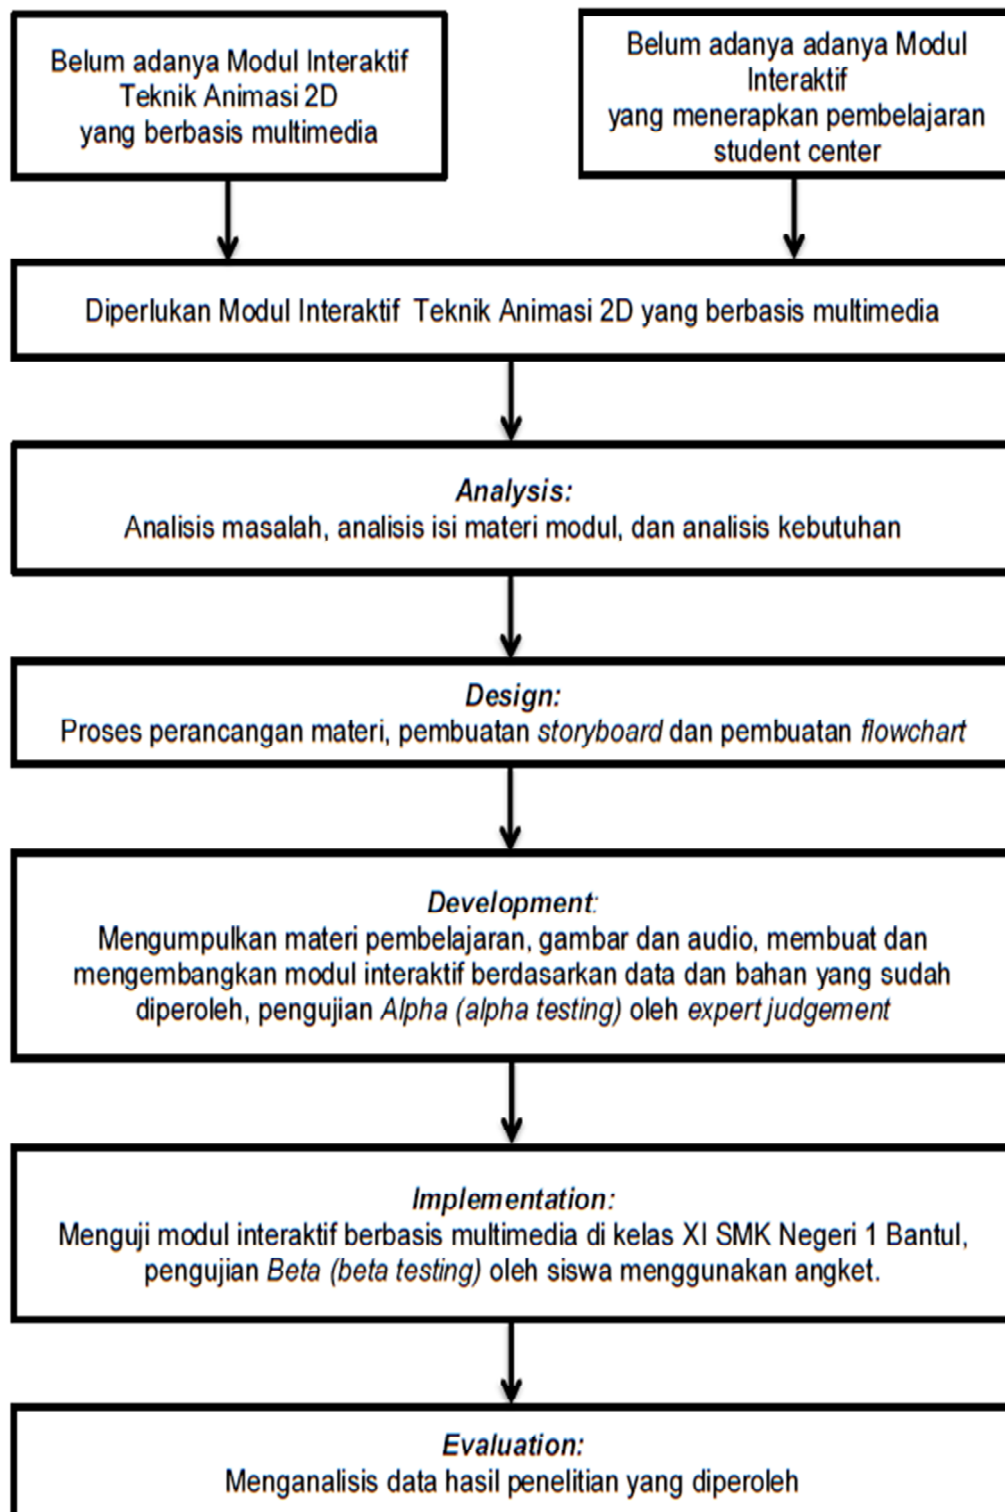 Belum adanya Modul Interaktif
Teknik Animasi 2D
yang berbasis multimedia
Belum adanya adanya Modul
Interaktif
yang menerapkan pembelajaran
student center
Diperlukan Modul Interaktif Teknik Animasi 2D yang berbasis multimedia
Analysis:
Analisis masalah, analisis isi materi modul, dan analisis kebutuhan
Design:
Proses perancangan materi, pembuatan storyboard dan pembuatan flowchart
Development:
Mengumpulkan materi pembelajaran, gambar dan audio, membuat dan
mengembangkan modul interaktif berdasarkan data dan bahan yang sudah
diperoleh, pengujian Alpha (alpha testing) oleh expert judgement
Implementation:
Menguji modul interaktif berbasis multimedia di kelas XI SMK Negeri 1 Bantul,
pengujian Beta (beta testing) oleh siswa menggunakan angket.
Evaluation:
Menganalisis data hasil penelitian yang diperoleh